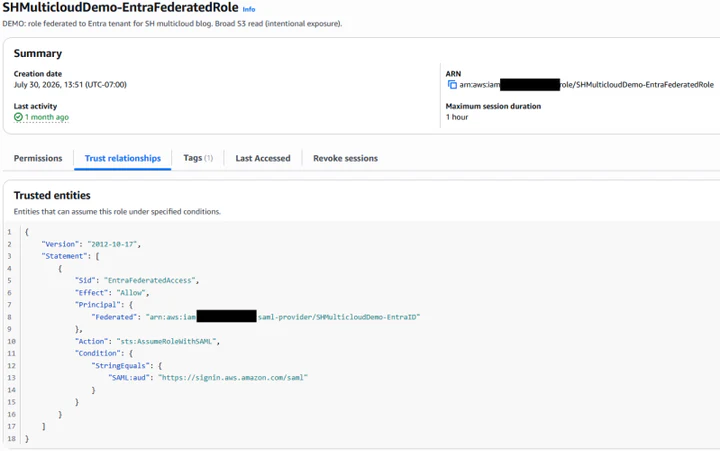 SHMulticloudDemo-EntraFederatedRole Info
DEMO: role federated to Entra tenant for SH multicloud blog. Broad S3 read (intentional exposure).
Summary
Creation date
July 30, 2026, 13:51 (UTC-07:00)
ARN
arn:aws:iam role/SHMulticloudDemo-EntraFederatedRole
Last activity
1 month ago
Maximum session duration
1 hour
Permissions Trust relationships Tags (1) Last Accessed Revoke sessions
Trusted entities
Entities that can assume this role under specified conditions.
1 {
2 "Version": "2012-10-17",
3 "Statement": [
4 {
5 "Sid": "EntraFederatedAccess",
6 "Effect": "Allow",
7 "Principal": {
8 "Federated": "arn:aws:iam saml-provider/SHMulticloudDemo-EntraID"
9 },
10 "Action": "sts:AssumeRoleWithSAML",
11 "Condition": {
12 "StringEquals": {
13 "SAML:aud": "https://signin.aws.amazon.com/saml"
14 }
15 }
16 }
17 ]
18 }